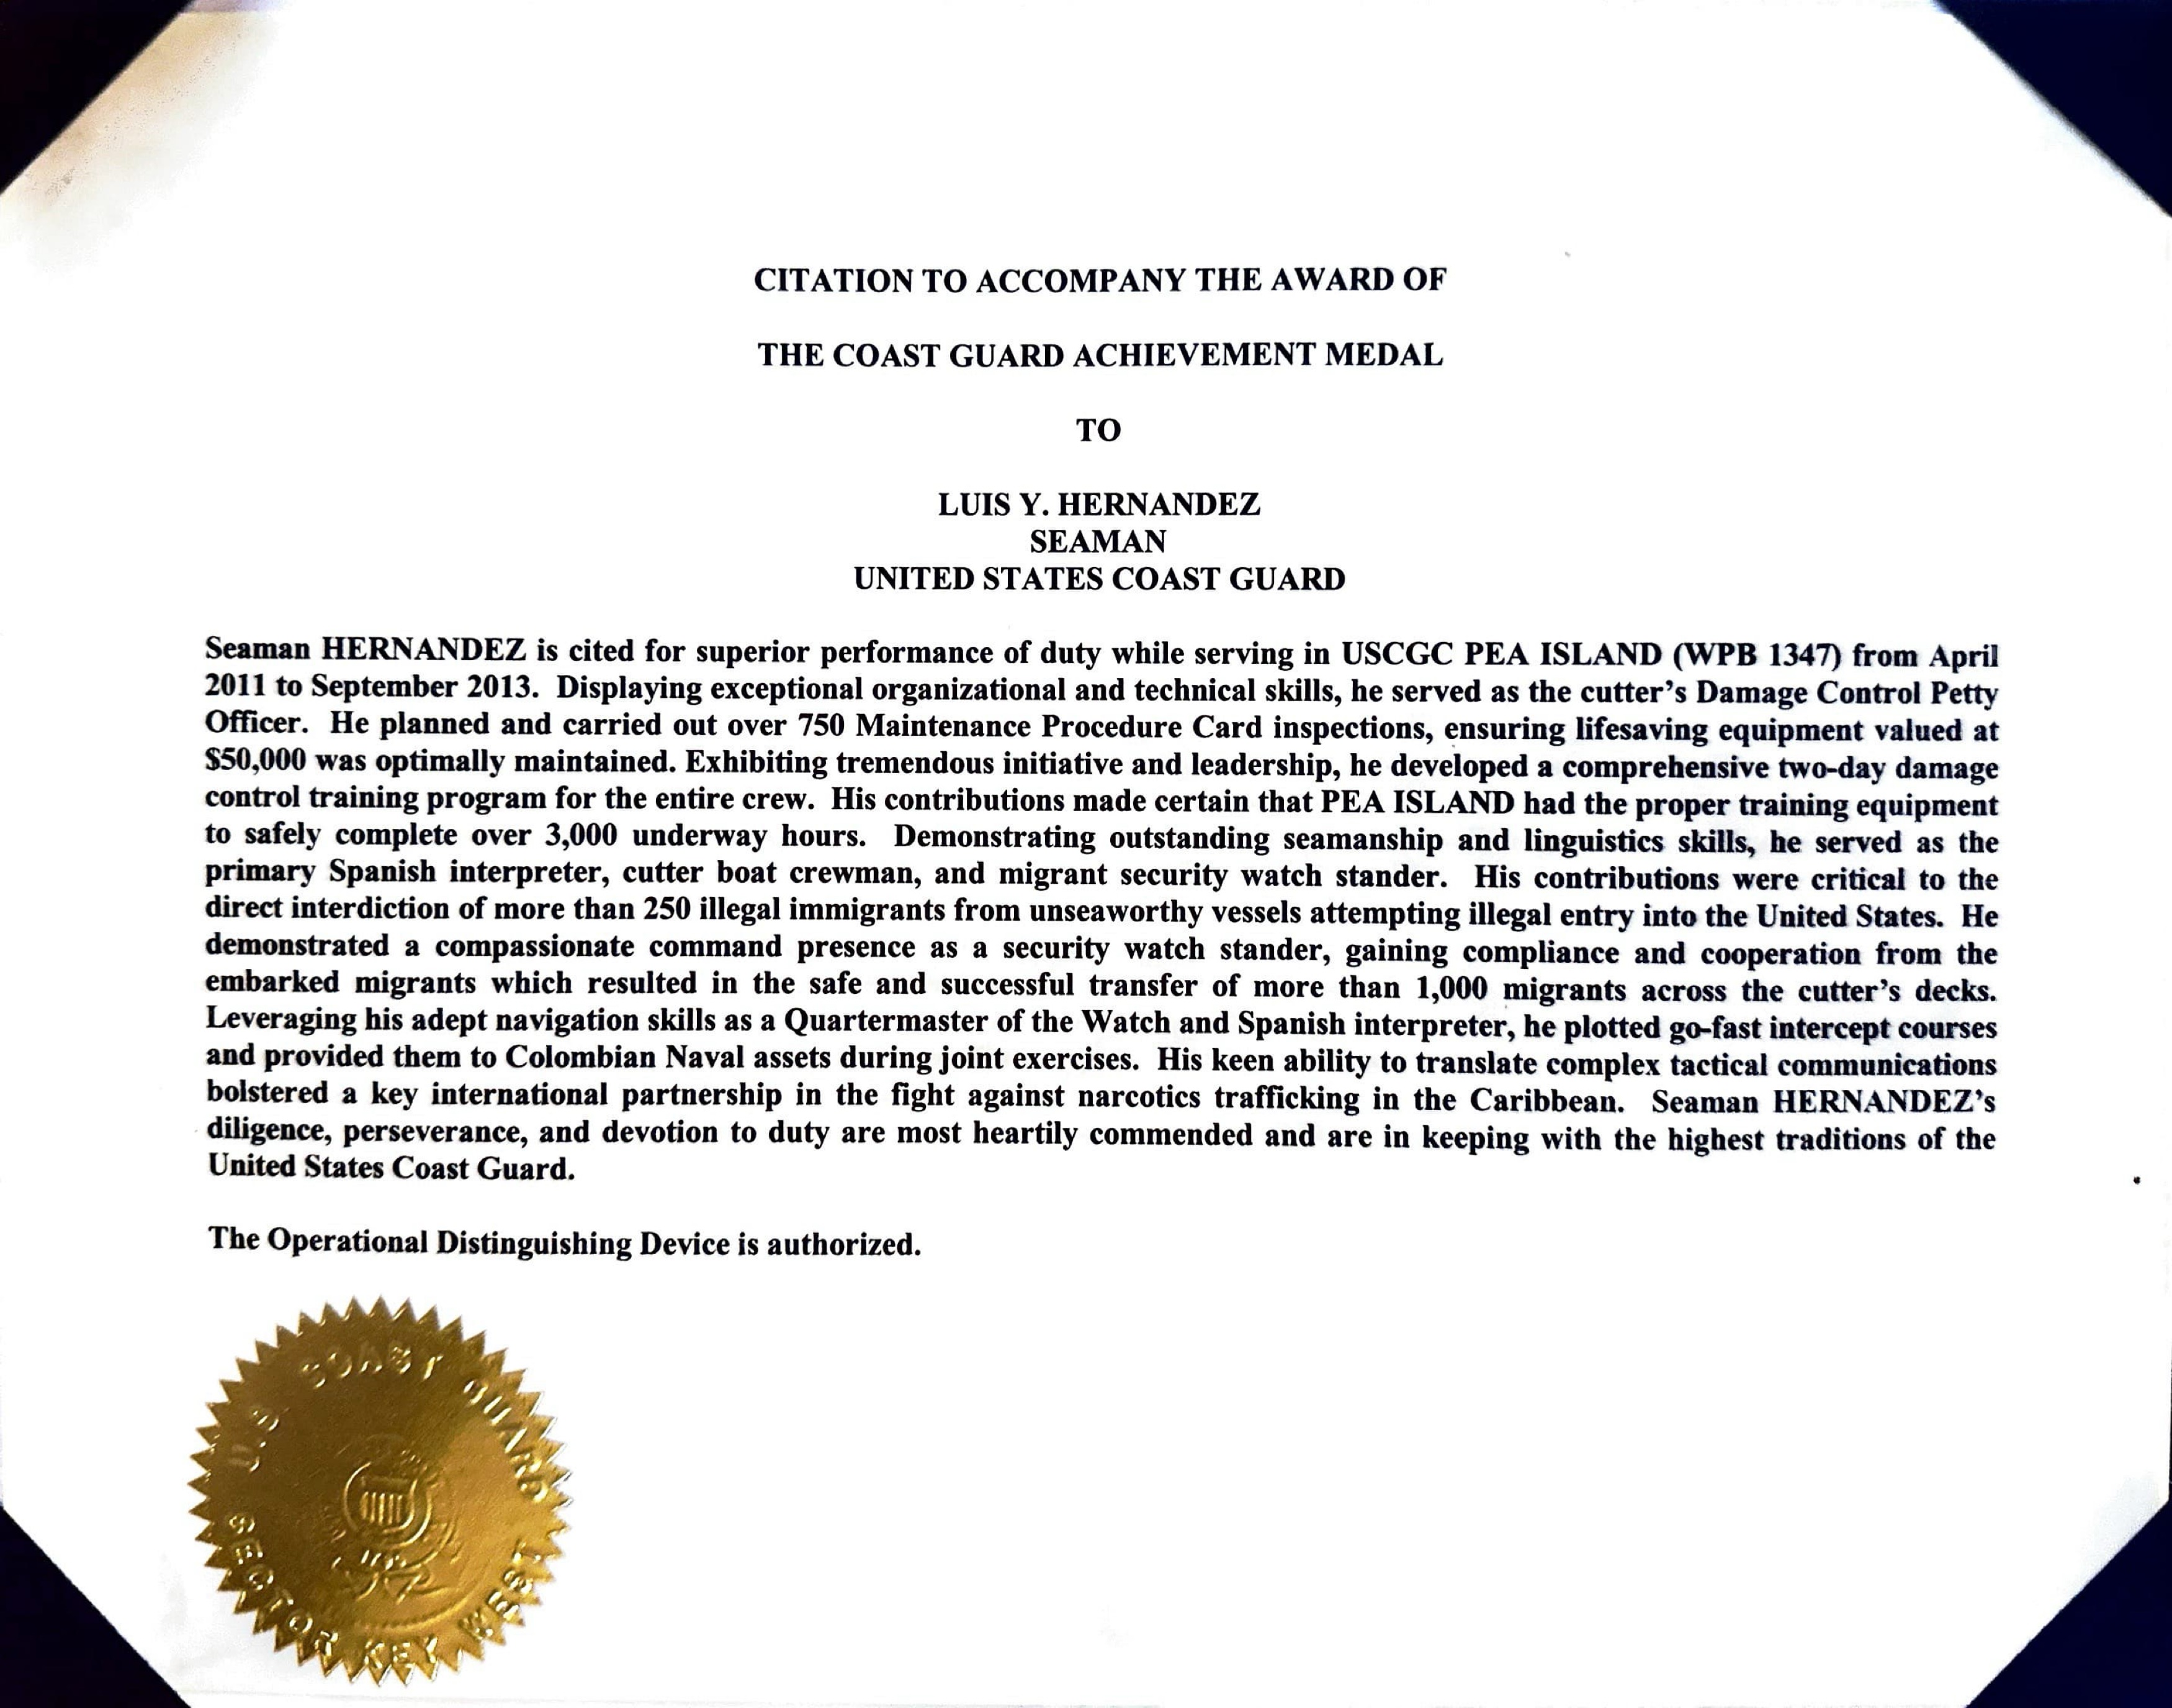 CITATION TO ACCOMPANY THE AWARD OF
THE COAST GUARD ACHIEVEMENT MEDAL
TO
LUIS Y. HERNANDEZ
SEAMAN
UNITED STATES COAST GUARD
Seaman HERNANDEZ is cited for superior performance of duty while serving in USCGC PEA ISLAND (WPB 1347) from April
2011 to September 2013.  Displaying exceptional organizational and technical skills, he served as the cutter’s Damage Control Petty
Officer.  He planned and carried out over 750 Maintenance Procedure Card inspections, ensuring lifesaving equipment valued at
$50,000 was optimally maintained. Exhibiting tremendous initiative and leadership, he developed a comprehensive two-day damage
control training program for the entire crew.  His contributions made certain that PEA ISLAND had the proper training equipment
to safely complete over 3,000 underway hours.  Demonstrating outstanding seamanship and linguistics skills, he served as the
primary Spanish interpreter, cutter boat crewman, and migrant security watch stander.  His contributions were critical to the
direct interdiction of more than 250 illegal immigrants from unseaworthy vessels attempting illegal entry into the United States.  He
demonstrated a compassionate command presence as a security watch stander, gaining compliance and cooperation from the
embarked migrants which resulted in the safe and successful transfer of more than 1,000 migrants across the cutter’s decks.
Leveraging his adept navigation skills as a Quartermaster of the Watch and Spanish interpreter, he plotted go-fast intercept courses
and provided them to Colombian Naval assets during joint exercises.  His keen ability to translate complex tactical communications
bolstered a key international partnership in the fight against narcotics trafficking in the Caribbean.  Seaman HERNANDEZ’s
diligence, perseverance, and devotion to duty are most heartily commended and are in keeping with the highest traditions of the
United States Coast Guard.
The Operational Distinguishing Device is authorized.
U.S. COAST GUARD
SECTOR KEY WEST